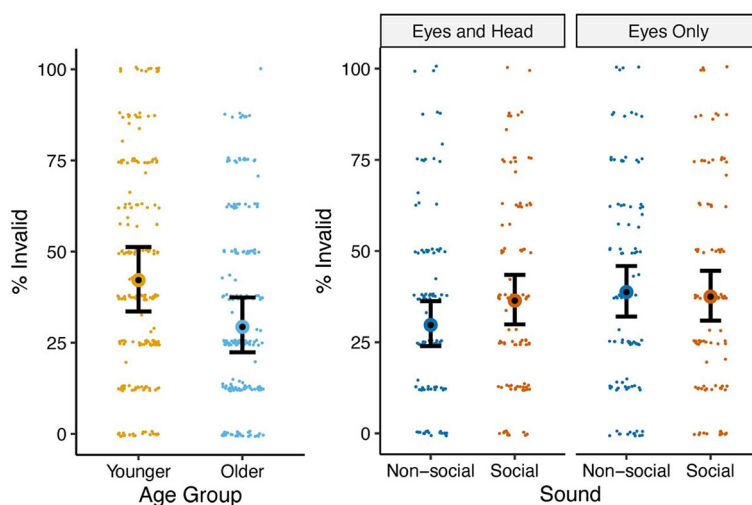 % Invalid
100
75
50
25
0
Younger Older
Age Group
Eyes and Head Eyes Only
% Invalid
100
75
50
25
0
Non-social Social Non-social Social
Sound